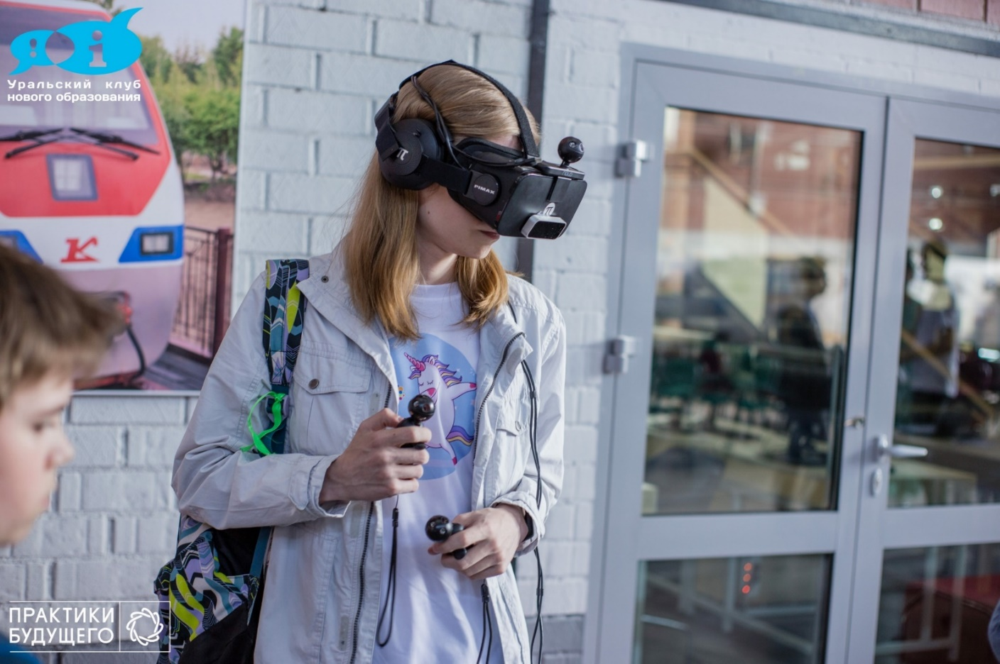 Я!i
Уральский клуб
нового образования
K
π
PIMAX
π
ПРАКТИКИ
БУДУЩЕГО